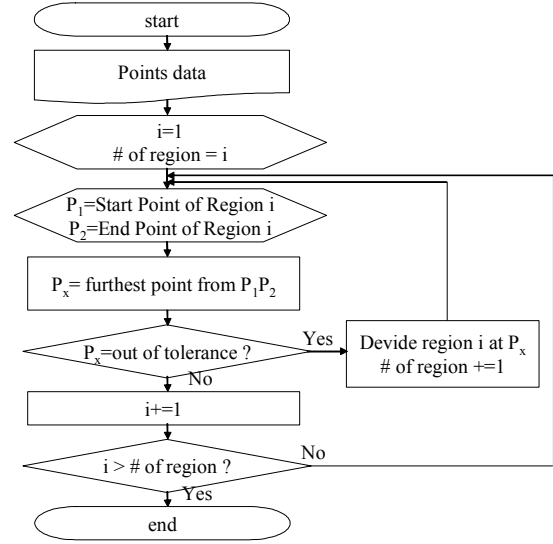 start
Points data
i=1
# of region = i
P₁=Start Point of Region i
P₂=End Point of Region i
Pₓ= furthest point from P₁P₂
Pₓ=out of tolerance ?
Yes
Devide region i at Pₓ
# of region +=1
No
i+=1
i > # of region ?
No
Yes
end